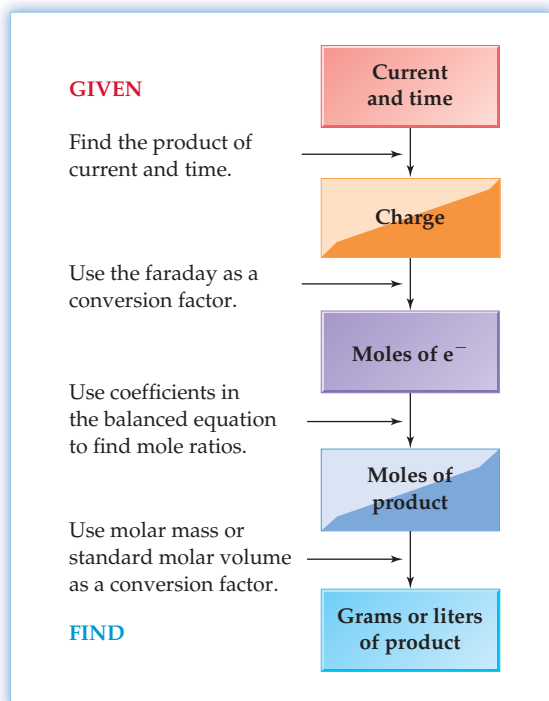 GIVEN
Current
and time
Find the product of
current and time.
Charge
Use the faraday as a
conversion factor.
Moles of e⁻
Use coefficients in
the balanced equation
to find mole ratios.
Moles of
product
Use molar mass or
standard molar volume
as a conversion factor.
FIND
Grams or liters
of product